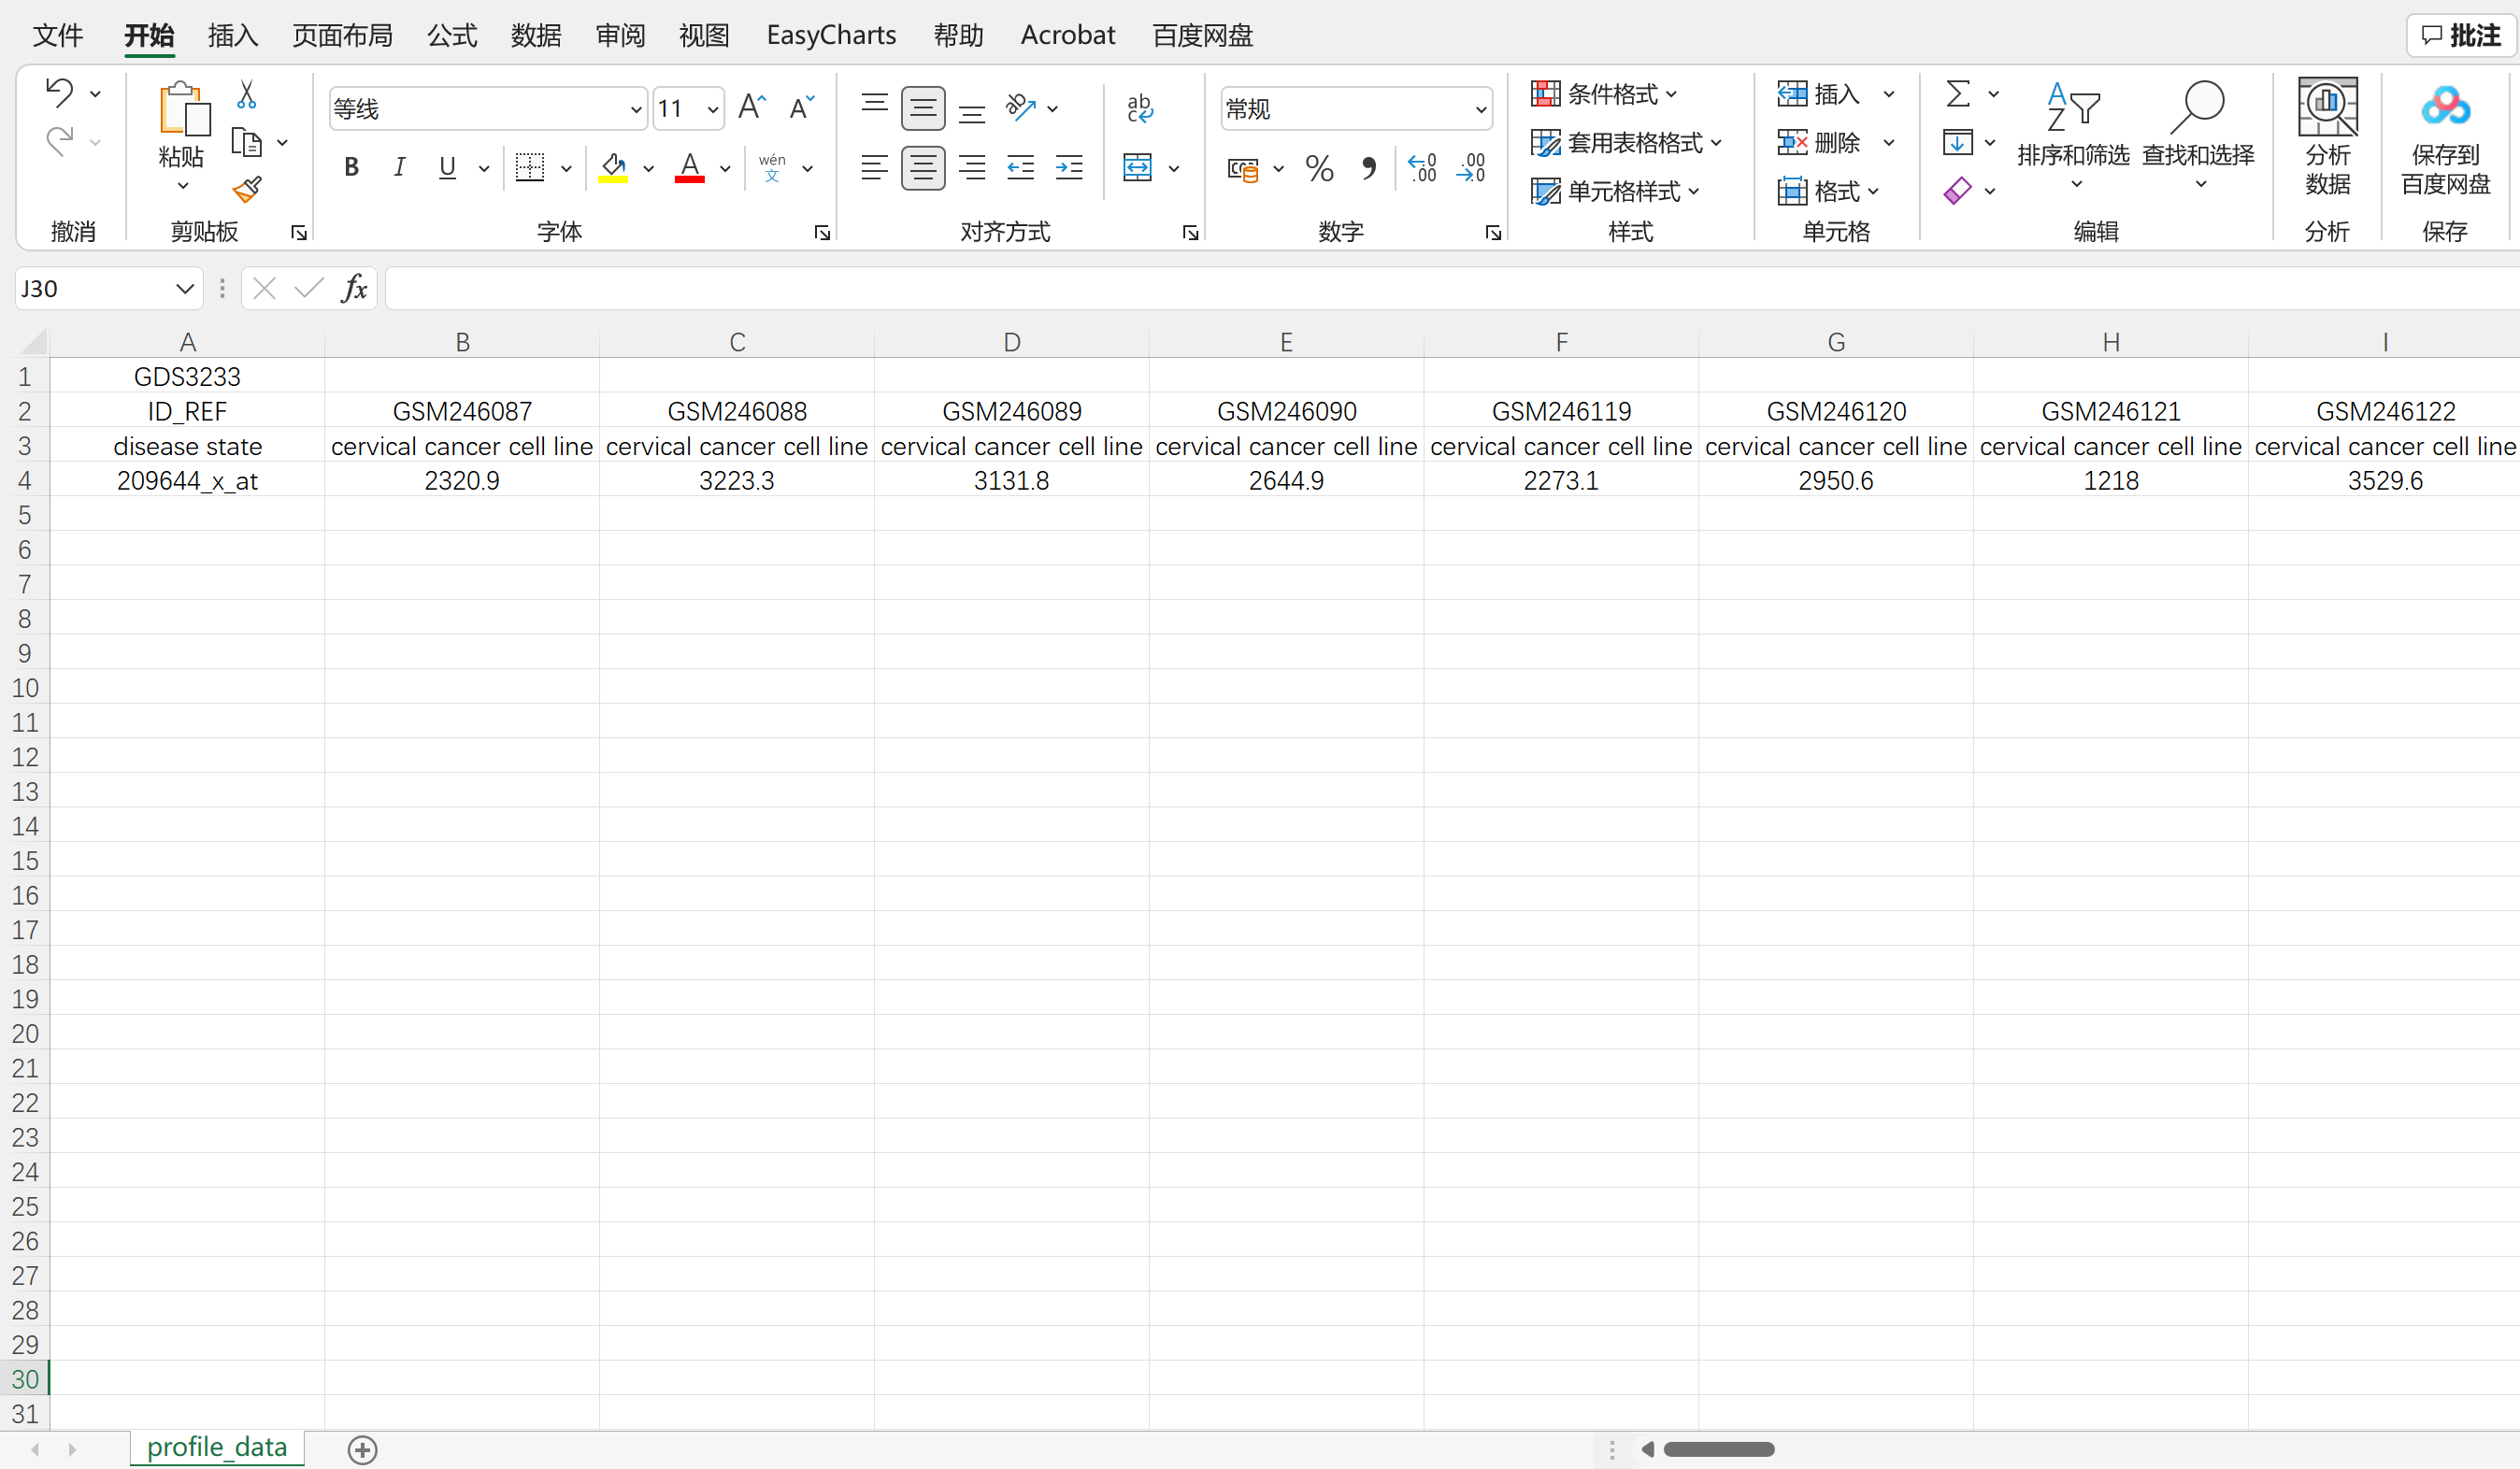 文件 开始 插入 页面布局 公式 数据 审阅 视图 EasyCharts 帮助 Acrobat 百度网盘 批注
等线 11 常规 条件格式 插入
粘贴 套用表格格式 删除 排序和筛选 查找和选择 分析 数据 保存到 百度网盘
B I U A wén 文 % 单元格样式 格式
撤消 剪贴板 字体 对齐方式 数字 样式 单元格 编辑 分析 保存
J30 fx
A B C D E F G H I
1 GDS3233
2 ID_REF GSM246087 GSM246088 GSM246089 GSM246090 GSM246119 GSM246120 GSM246121 GSM246122
3 disease state cervical cancer cell line cervical cancer cell line cervical cancer cell line cervical cancer cell line cervical cancer cell line cervical cancer cell line cervical cancer cell line cervical cancer cell line
4 209644_x_at 2320.9 3223.3 3131.8 2644.9 2273.1 2950.6 1218 3529.6
5
6
7
8
9
10
11
12
13
14
15
16
17
18
19
20
21
22
23
24
25
26
27
28
29
30
31
profile_data